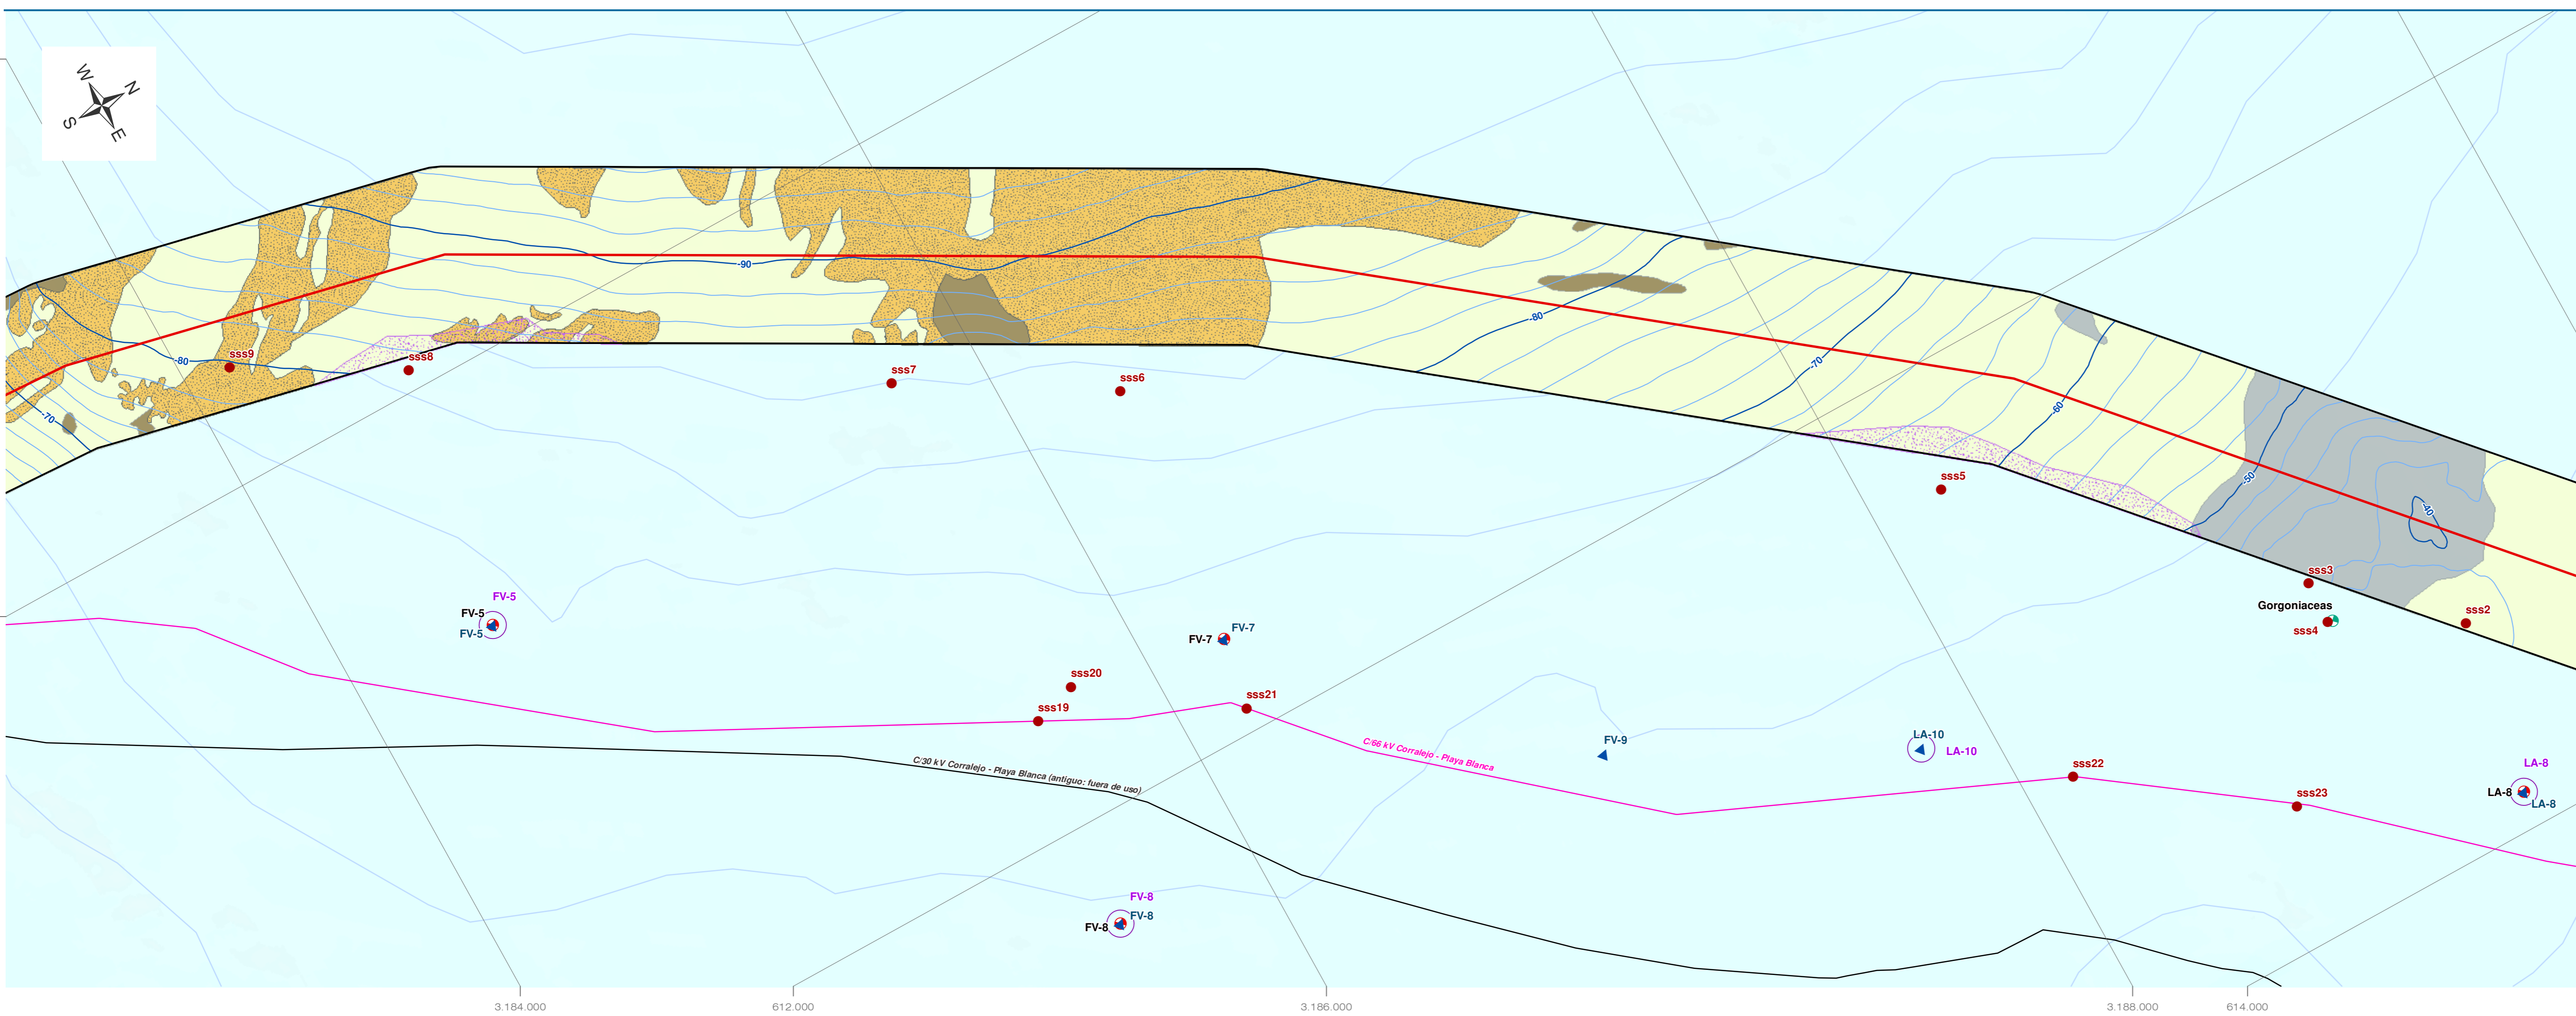 W
N
S
E
-90
-80
-80
-70
-70
-60
-50
-40
sss9
sss8
sss7
sss6
sss5
sss3
Gorgoniaceas
sss4
sss2
FV-5
FV-5
FV-5
FV-7
FV-7
sss20
sss19
sss21
C/66 kV Corralejo - Playa Blanca
C/30 kV Corralejo - Playa Blanca (antiguo: fuera de uso)
FV-9
LA-10
LA-10
sss22
sss23
LA-8
LA-8
LA-8
FV-8
FV-8
FV-8
3.184.000
612.000
3.186.000
3.188.000
614.000